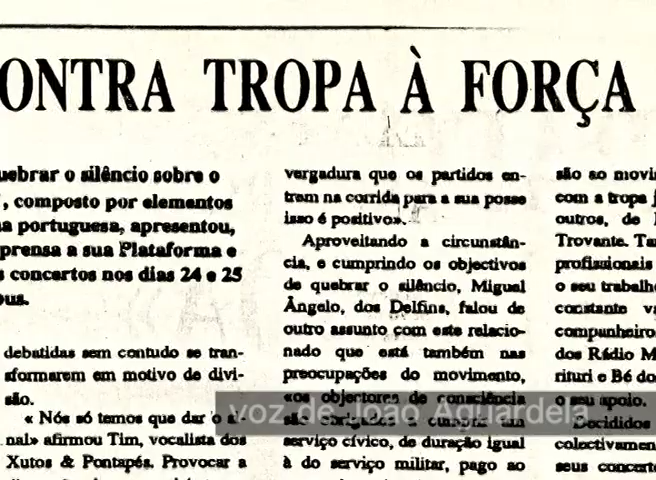 ONTRA TROPA À FORÇA
uebrar o silêncio sobre o
, composto por elementos
a portuguesa, apresentou,
prensa a sua Plataforma e
s concertos nos dias 24 e 25
ous.
debatidas sem contudo se tran-
sformarem em motivo de divi-
são.
« Nós só temos que dar o
nal» afirmou Tim, vocalista dos
Xutos & Pontapés. Provocar a
vergadura que os partidos en-
tram na corrida para a sua posse
isso é positivo».
Aproveitando a circunstân-
cia, e cumprindo os objectivos
de quebrar o silêncio, Miguel
Ângelo, dos Delfins, falou de
outro assunto com este relacio-
nado que está também nas
preocupações do movimento,
«os objectores de consciência
são obrigados a cumprir um
serviço cívico, de duração igual
à do serviço militar, pago ao
são ao movi
com a tropa j
outros, de
Trovante. Ta
profissionais
o seu trabalh
constante v
companheiro
dos Rádio M
rituri e Bé do
o seu apoio.
Decididos
colectivamen
seus concert
voz de João Aguardela